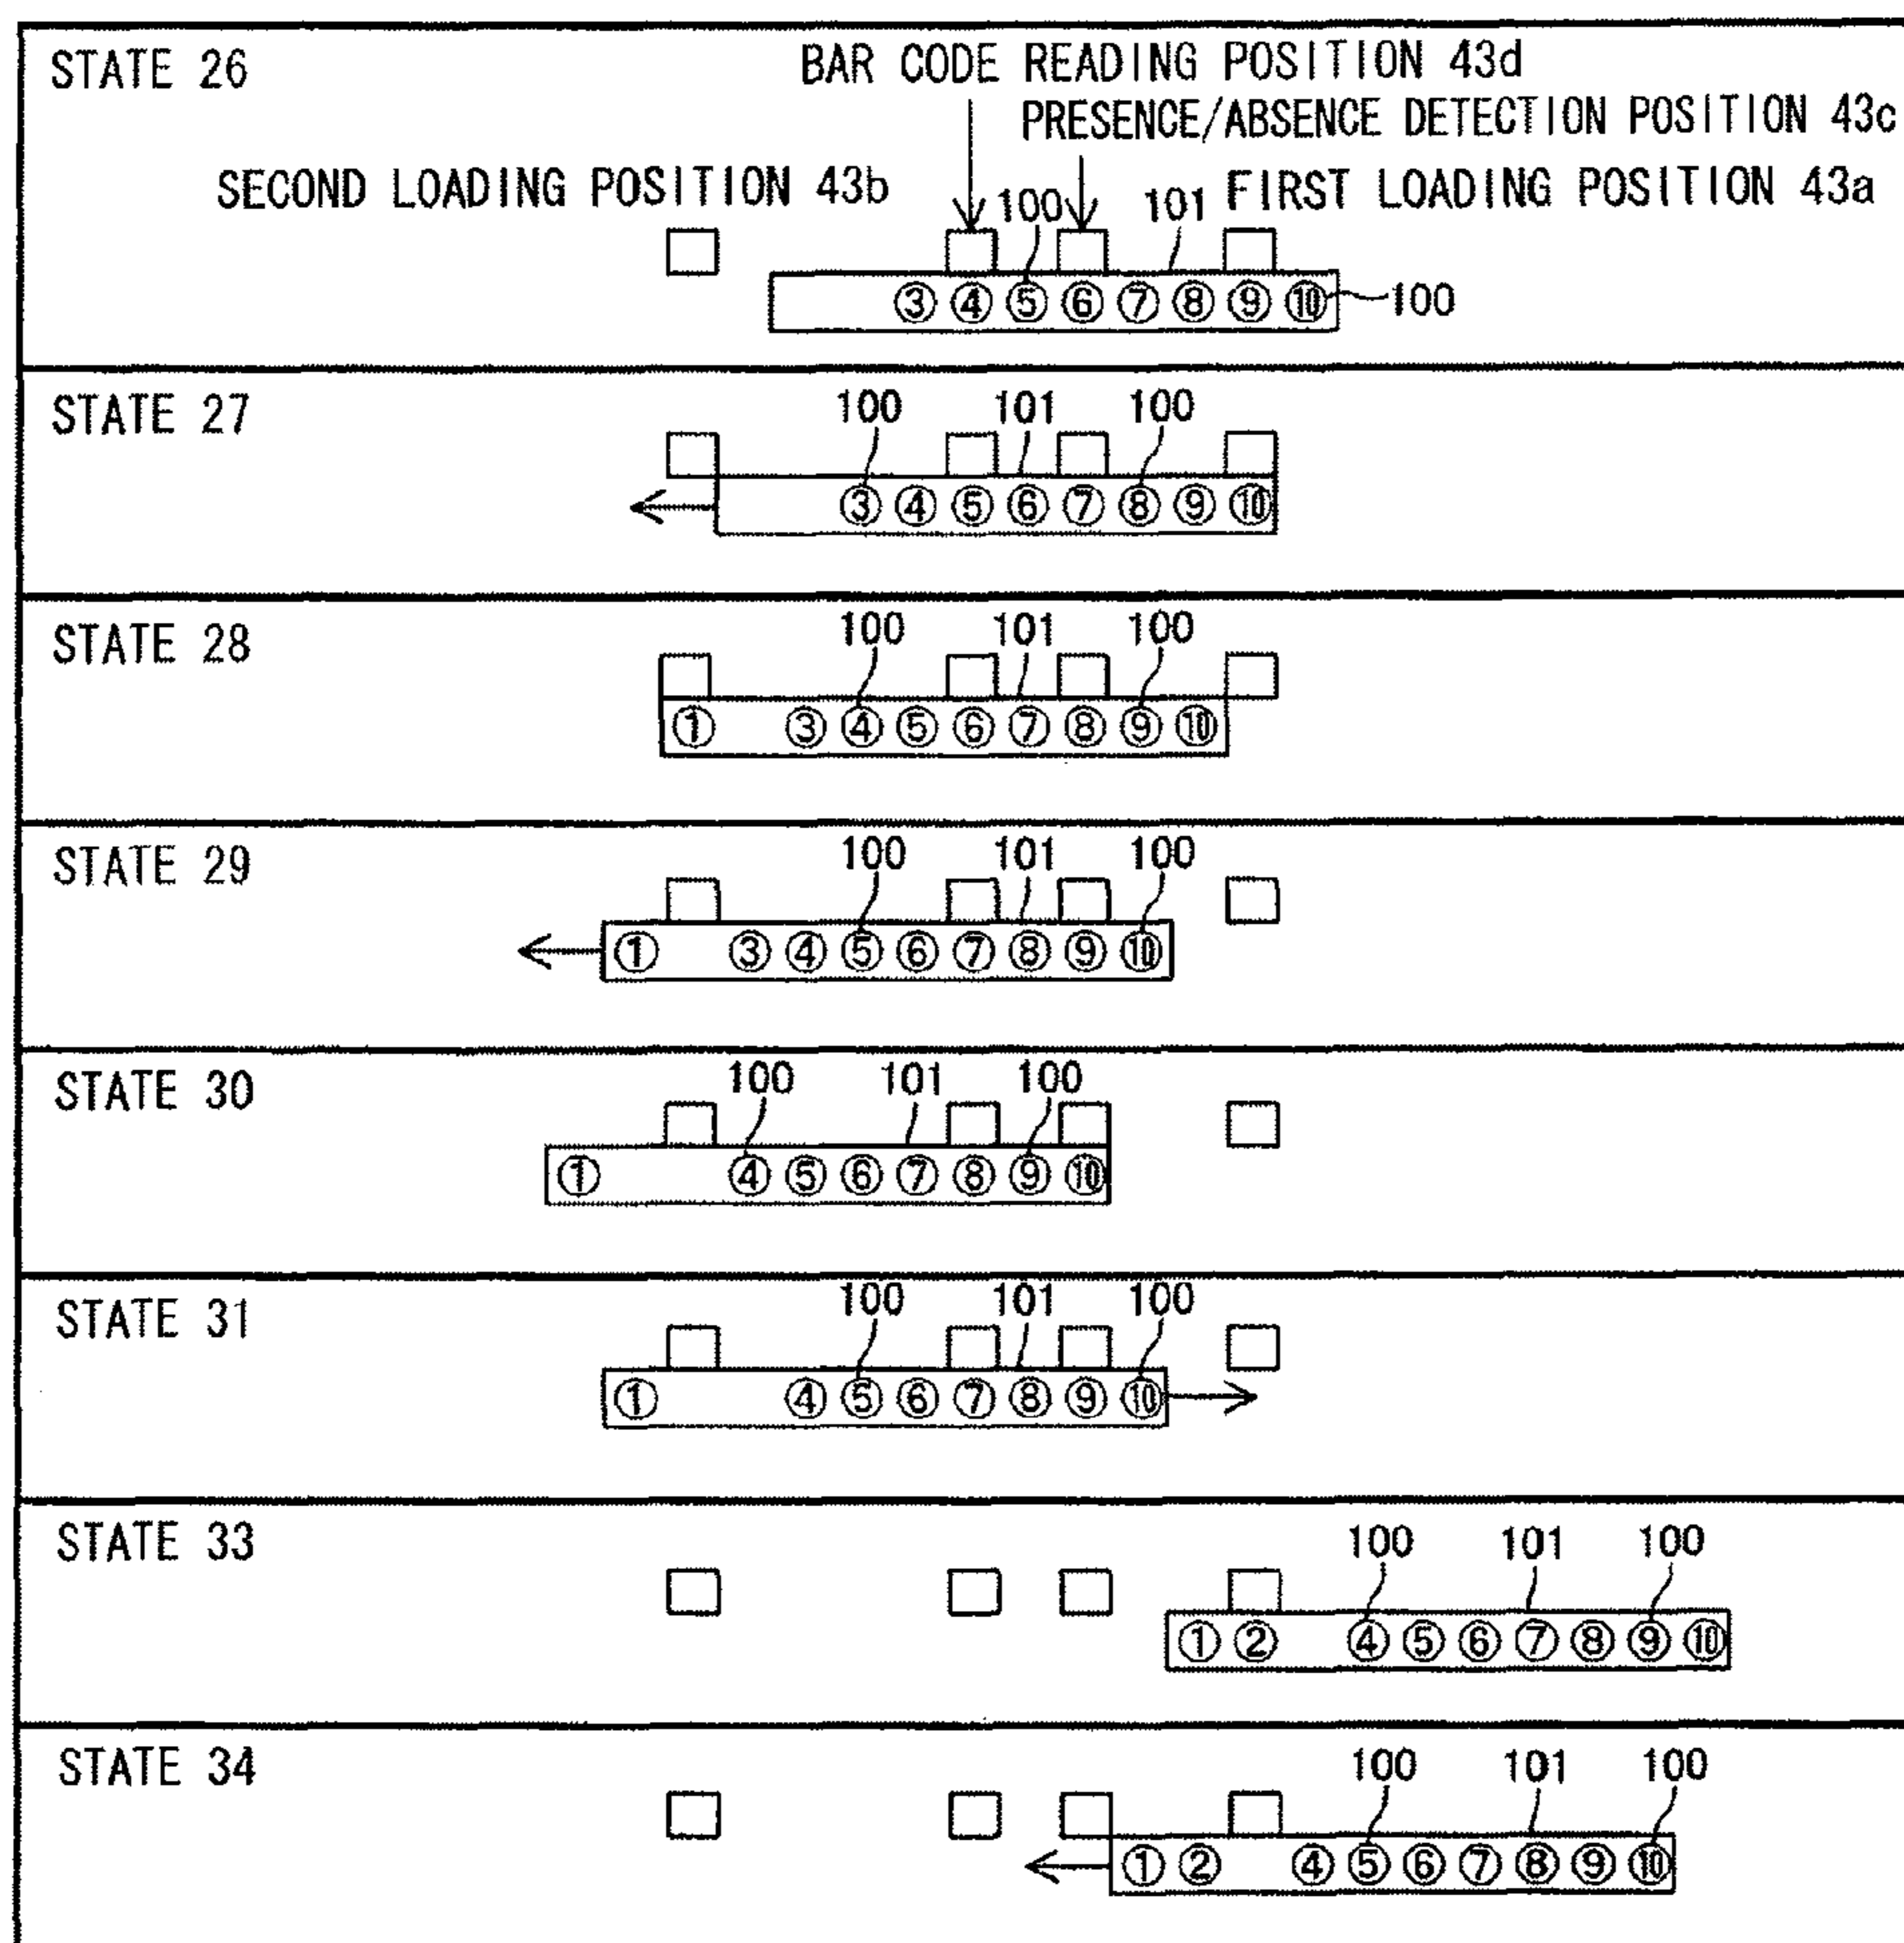 STATE 26
BAR CODE READING POSITION 43d
PRESENCE/ABSENCE DETECTION POSITION 43c
SECOND LOADING POSITION 43b
100 101 FIRST LOADING POSITION 43a
③ ④ ⑤ ⑥ ⑦ ⑧ ⑨ ⑩ 100
STATE 27
100 101 100
③ ④ ⑤ ⑥ ⑦ ⑧ ⑨ ⑩
STATE 28
100 101 100
① ③ ④ ⑤ ⑥ ⑦ ⑧ ⑨ ⑩
STATE 29
100 101 100
① ③ ④ ⑤ ⑥ ⑦ ⑧ ⑨ ⑩
STATE 30
100 101 100
① ④ ⑤ ⑥ ⑦ ⑧ ⑨ ⑩
STATE 31
100 101 100
① ④ ⑤ ⑥ ⑦ ⑧ ⑨ ⑩
STATE 33
100 101 100
① ② ④ ⑤ ⑥ ⑦ ⑧ ⑨ ⑩
STATE 34
100 101 100
① ② ④ ⑤ ⑥ ⑦ ⑧ ⑨ ⑩